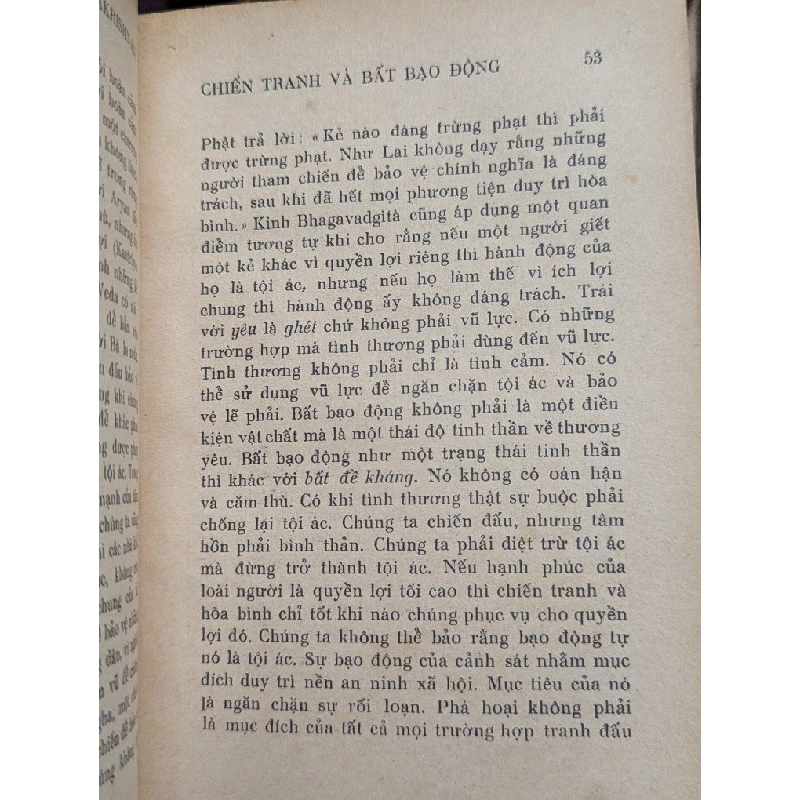 CHIẾN TRANH VÀ BẤT BẠO ĐỘNG 53
Phật trả lời: «Kẻ nào đáng trừng phạt thì phải
được trừng phạt. Như Lai không dạy rằng những
người tham chiến để bảo vệ chính nghĩa là đáng
trách, sau khi đã hết mọi phương tiện duy trì hòa
bình.» Kinh Bhagavadgità cũng áp dụng một quan
điểm tương tự khi cho rằng nếu một người giết
một kẻ khác vì quyền lợi riêng thì hành động của
họ là tội ác, nhưng nếu họ làm thế vì ích lợi
chung thì hành động ấy không dáng trách. Trái
với yêu là ghét chứ không phải vũ lực. Có những
trường hợp mà tình thương phải dùng đến vũ lực.
Tình thương không phải chỉ là tình cảm. Nó có
thể sử dụng vũ lực để ngăn chặn tội ác và bảo
vệ lẽ phải. Bất bạo động không phải là một điều
kiện vật chất mà là một thái độ tinh thần về thương
yêu. Bất bạo động như một trạng thái tinh thần
thì khác với bất đề kháng. Nó không có oán hận
và căm thù. Có khi tình thương thật sự buộc phải
chống lại tội ác. Chúng ta chiến đấu, nhưng tâm
hồn phải bình thản. Chúng ta phải diệt trừ tội ác
mà đừng trở thành tội ác. Nếu hạnh phúc của
loài người là quyền lợi tối cao thì chiến tranh và
hòa bình chỉ tốt khi nào chúng phục vụ cho quyền
lợi đó. Chúng ta không thể bảo rằng bạo động tự
nó là tội ác. Sự bạo động của cảnh sát nhằm mục
đích duy trì nền an ninh xã hội. Mục tiêu của nó
là ngăn chặn sự rối loạn. Phá hoại không phải
là mục đích của tất cả mọi trường hợp tranh đấu